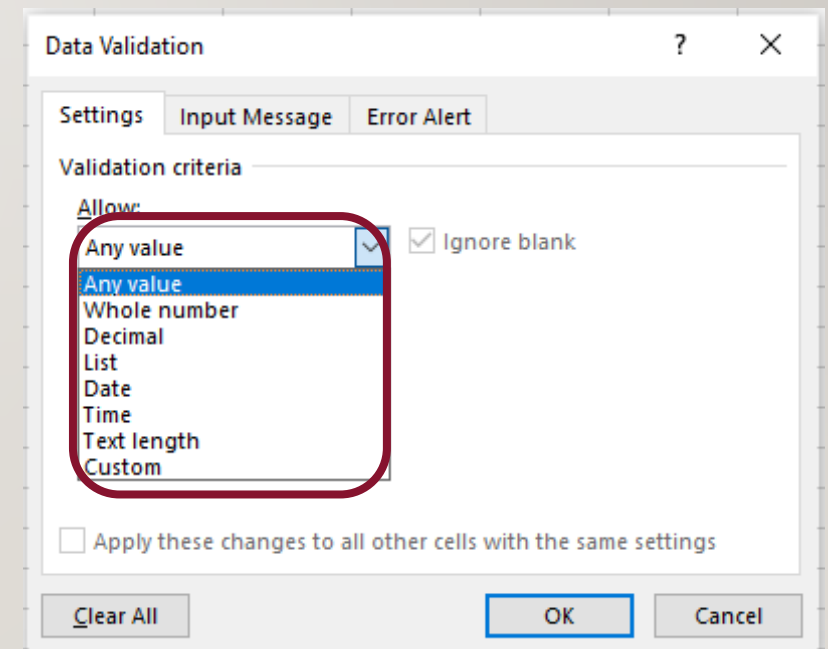 Data Validation ?
Settings Input Message Error Alert
Validation criteria
Allow:
Any value Ignore blank
Any value
Whole number
Decimal
List
Date
Time
Text length
Custom
Apply these changes to all other cells with the same settings
Clear All OK Cancel